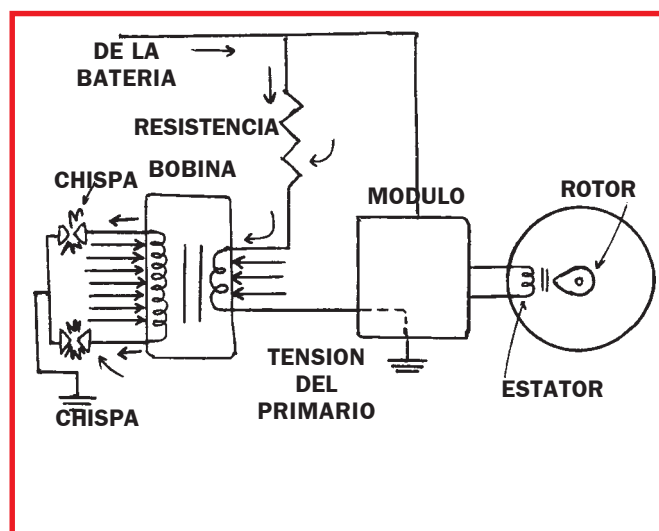 DE LA
BATERIA
RESISTENCIA
BOBINA
CHISPA
MODULO
ROTOR
TENSION
DEL
PRIMARIO
ESTATOR
CHISPA